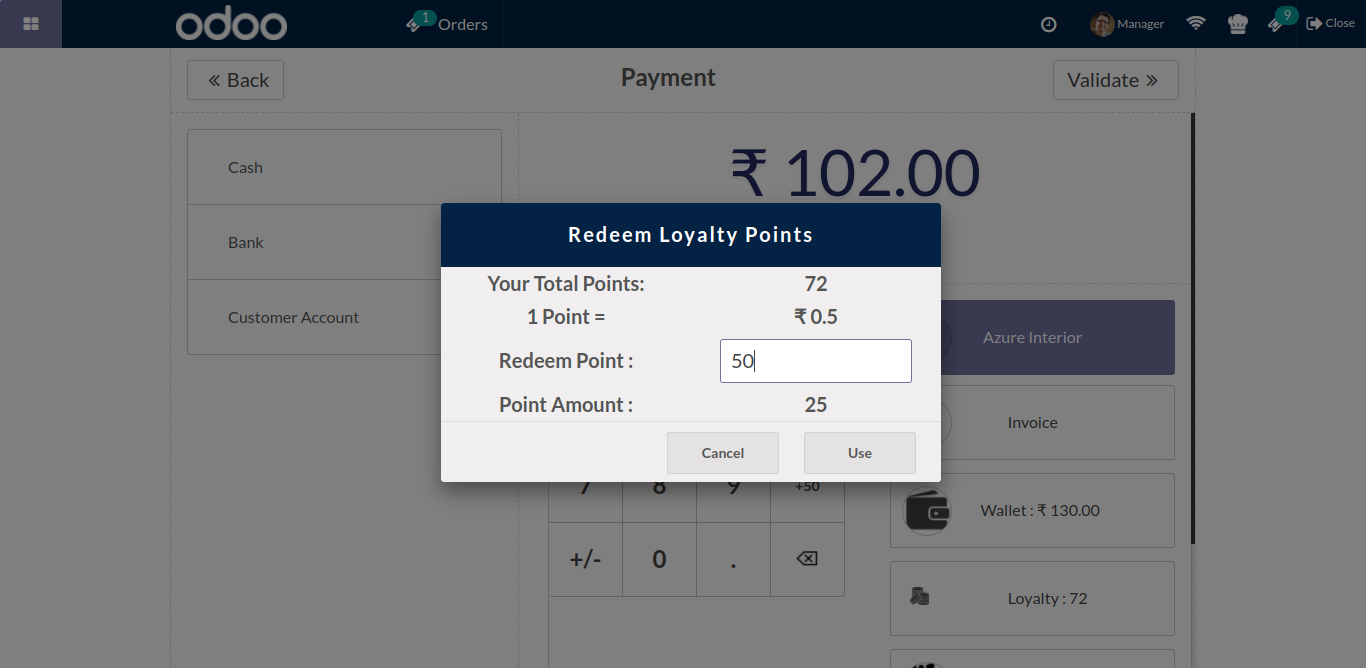 odoo
1
Orders
Manager
9
Close
Back
Payment
Validate
Cash
Bank
Customer Account
₹ 102.00
Redeem Loyalty Points
Your Total Points: 72
1 Point = ₹ 0.5
Redeem Point : 50
Point Amount : 25
Cancel
Use
7 8 9 +50
+/- 0 .
Azure Interior
Invoice
Wallet : ₹ 130.00
Loyalty : 72